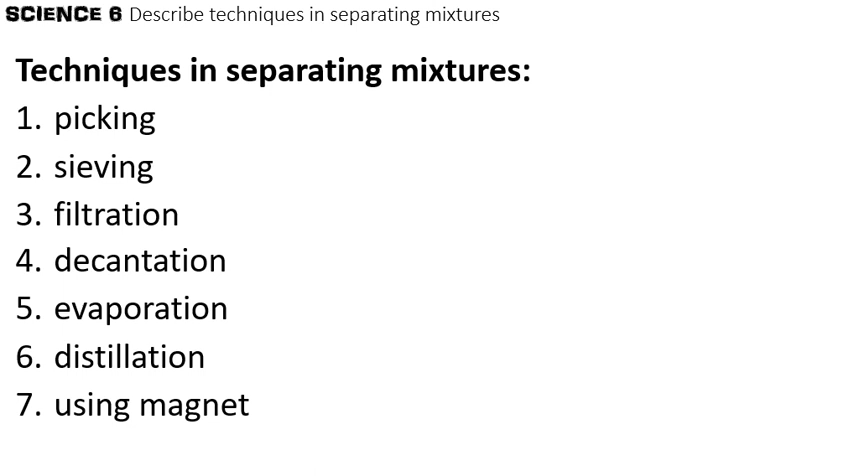 SCIENCE 6 Describe techniques in separating mixtures
Techniques in separating mixtures:
1. picking
2. sieving
3. filtration
4. decantation
5. evaporation
6. distillation
7. using magnet